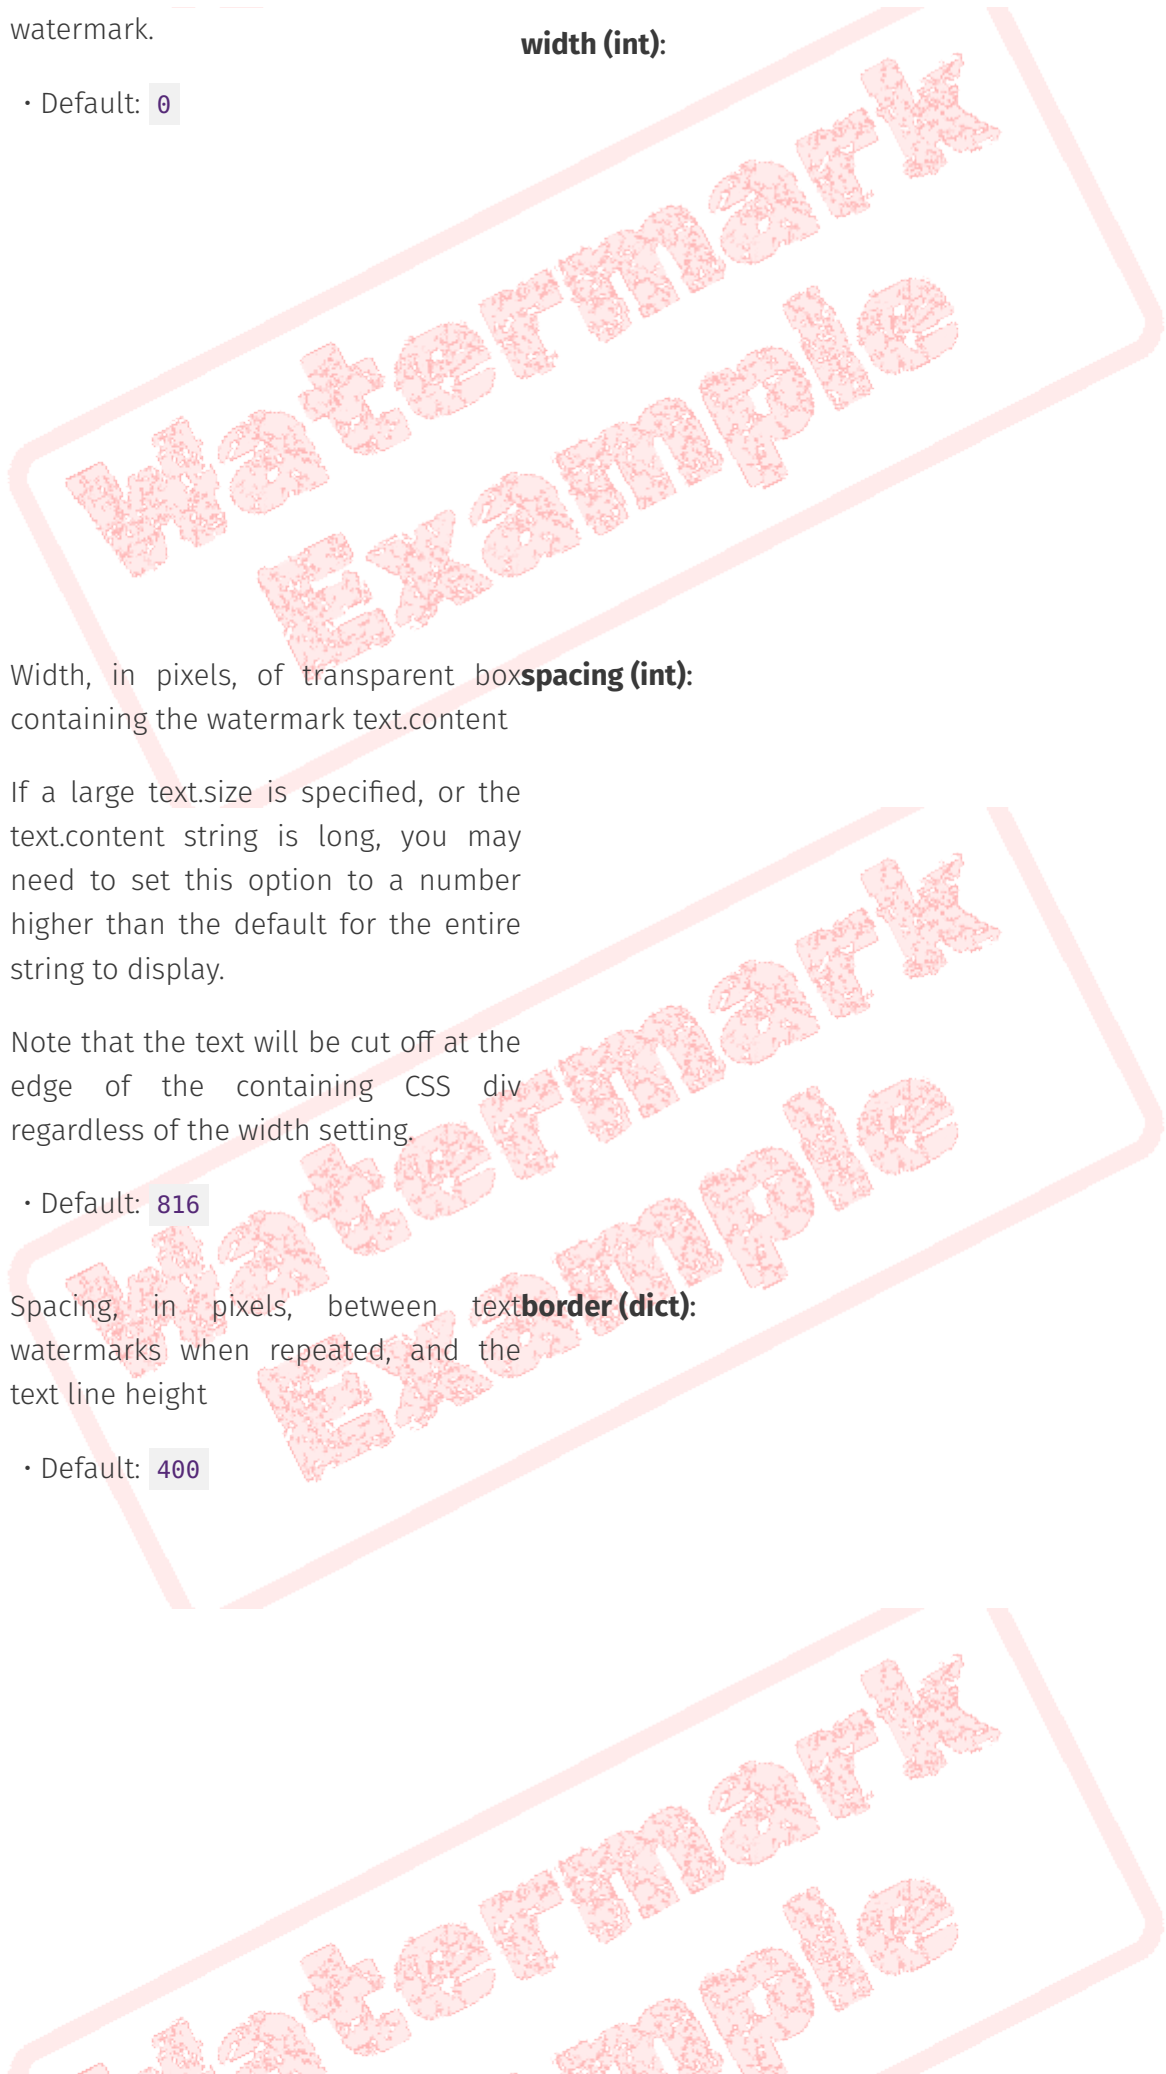 watermark.
width (int):
• Default: 0
Watermark
Example
Width, in pixels, of transparent box
containing the watermark text.content
spacing (int):
If a large text.size is specified, or the
text.content string is long, you may
need to set this option to a number
higher than the default for the entire
string to display.
Note that the text will be cut off at the
edge of the containing CSS div
regardless of the width setting.
• Default: 816
Watermark
Example
Spacing, in pixels, between text
watermarks when repeated, and the
text line height
border (dict):
• Default: 400
Watermark
Example